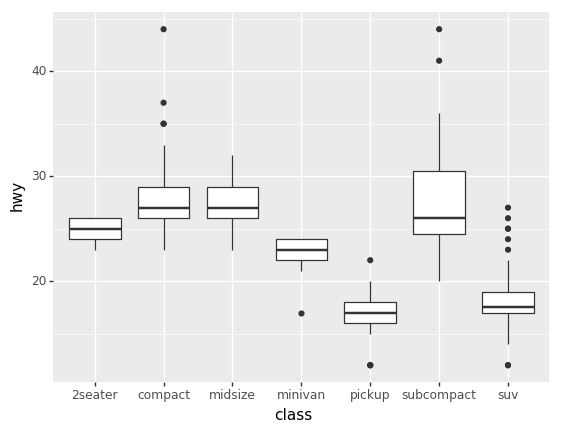 hwy
40
30
20
2seater compact midsize minivan pickup subcompact suv
class